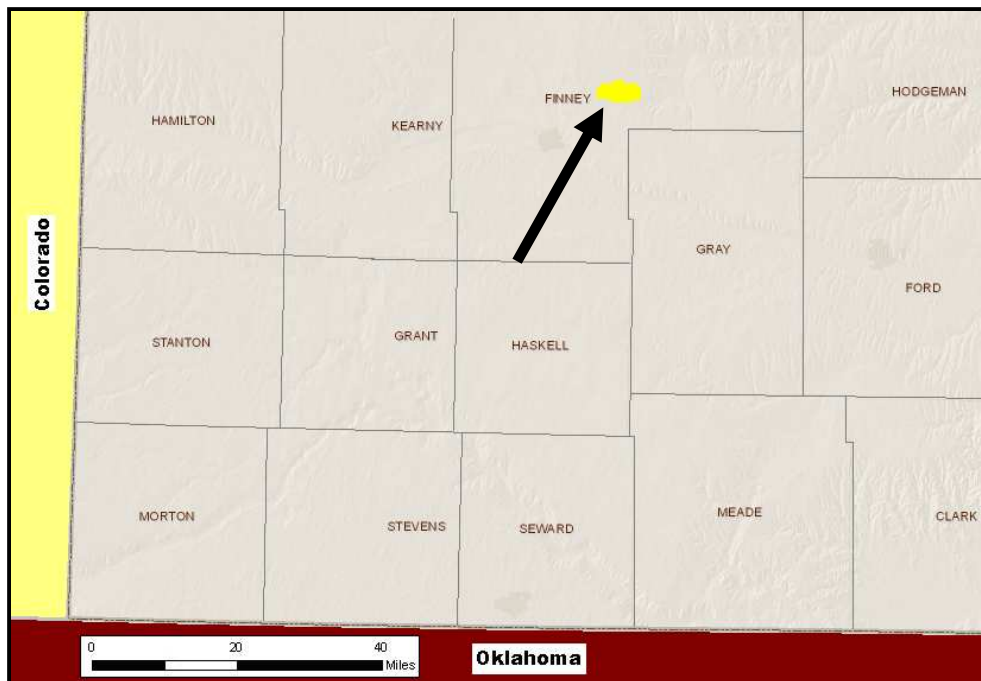 HODGEMAN
FINNEY
HAMILTON
KEARNY
GRAY
Colorado
FORD
GRANT
STANTON
HASKELL
MEADE
MORTON
CLARK
STEVENS
SEWARD
0 20 40
Miles
Oklahoma